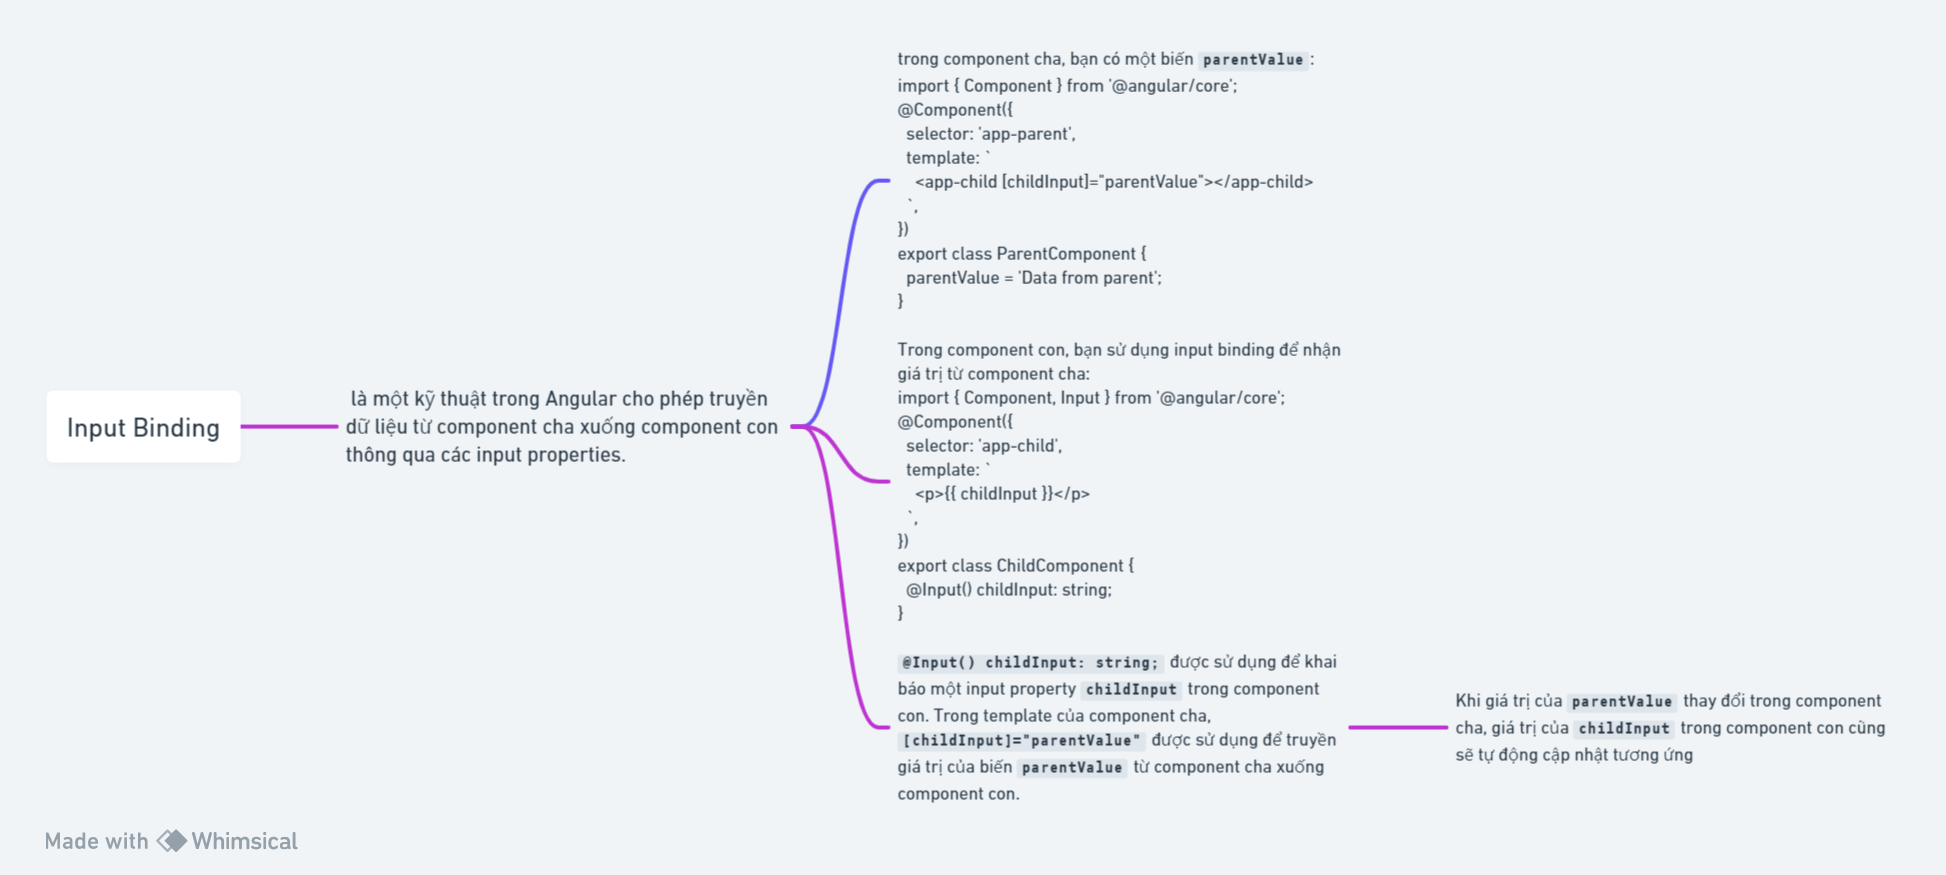 Input Binding
là một kỹ thuật trong Angular cho phép truyền
dữ liệu từ component cha xuống component con
thông qua các input properties.
trong component cha, bạn có một biến parentValue :
import { Component } from '@angular/core';
@Component({
  selector: 'app-parent',
  template: `
    <app-child [childInput]="parentValue"></app-child>
  `,
})
export class ParentComponent {
  parentValue = 'Data from parent';
}
Trong component con, bạn sử dụng input binding để nhận
giá trị từ component cha:
import { Component, Input } from '@angular/core';
@Component({
  selector: 'app-child',
  template: `
    <p>{{ childInput }}</p>
  `,
})
export class ChildComponent {
  @Input() childInput: string;
}
@Input() childInput: string; được sử dụng để khai
báo một input property childInput trong component
con. Trong template của component cha,
[childInput]="parentValue" được sử dụng để truyền
giá trị của biến parentValue từ component cha xuống
component con.
Khi giá trị của parentValue thay đổi trong component
cha, giá trị của childInput trong component con cũng
sẽ tự động cập nhật tương ứng
Made with Whimsical